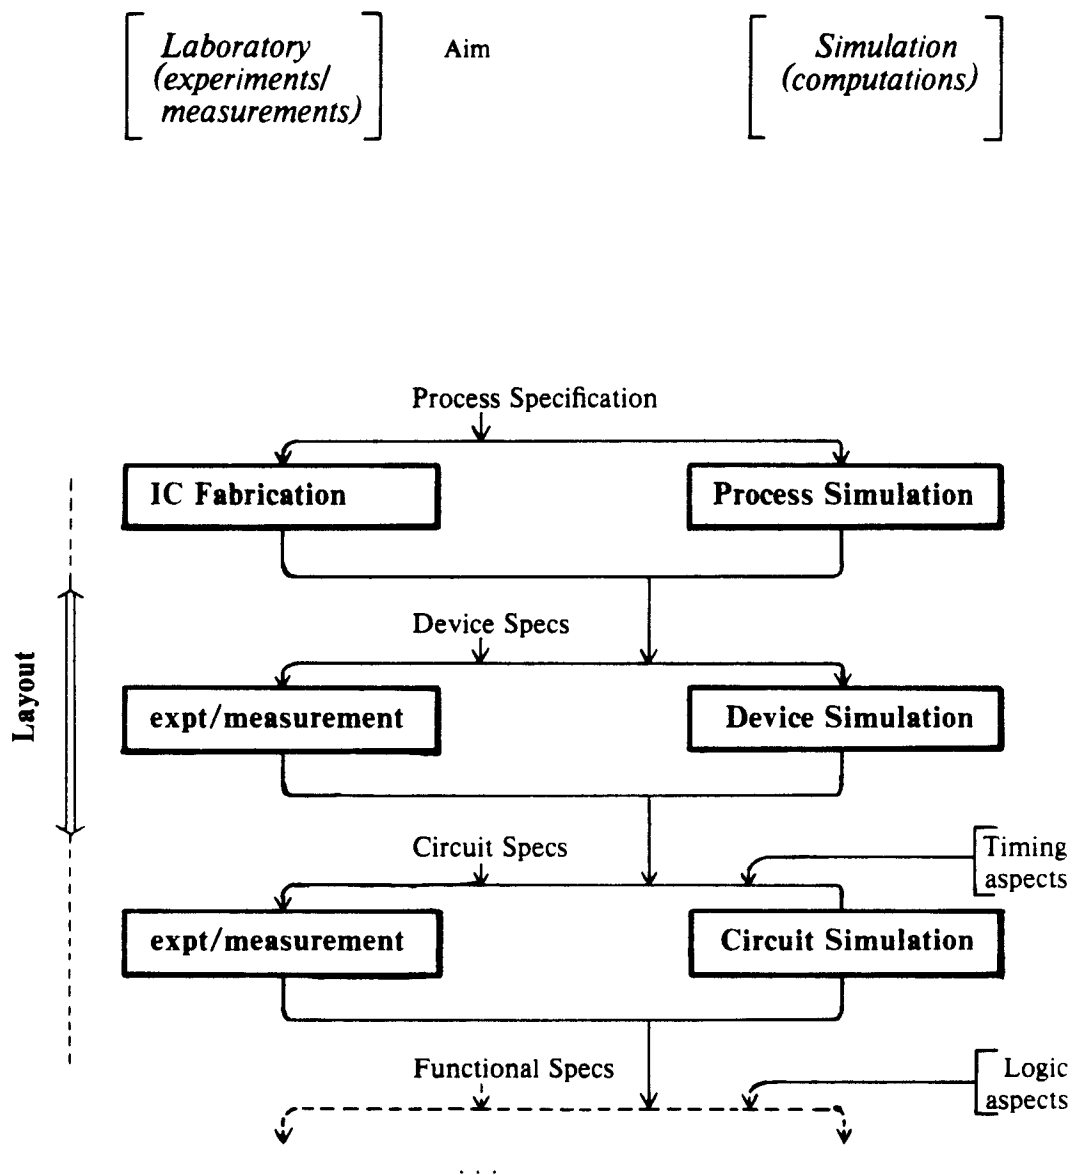 Laboratory
(experiments/
measurements)
Aim
Simulation
(computations)
Process Specification
IC Fabrication
Process Simulation
Device Specs
Layout
expt/measurement
Device Simulation
Circuit Specs
Timing
aspects
expt/measurement
Circuit Simulation
Functional Specs
Logic
aspects
...